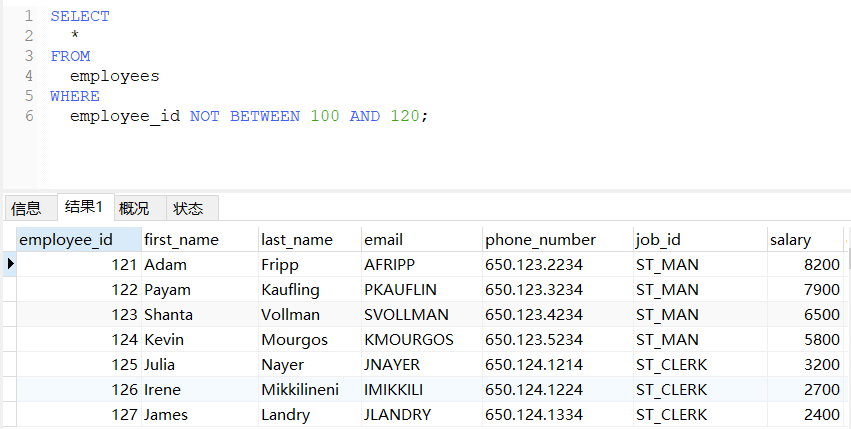 1 SELECT
2   *
3 FROM
4   employees
5 WHERE
6   employee_id NOT BETWEEN 100 AND 120;
信息 结果1 概况 状态
employee_id first_name last_name email phone_number job_id salary
121 Adam Fripp AFRIPP 650.123.2234 ST_MAN 8200
122 Payam Kaufling PKAUFLIN 650.123.3234 ST_MAN 7900
123 Shanta Vollman SVOLLMAN 650.123.4234 ST_MAN 6500
124 Kevin Mourgos KMOURGOS 650.123.5234 ST_MAN 5800
125 Julia Nayer JNAYER 650.124.1214 ST_CLERK 3200
126 Irene Mikkilineni IMIKKILI 650.124.1224 ST_CLERK 2700
127 James Landry JLANDRY 650.124.1334 ST_CLERK 2400